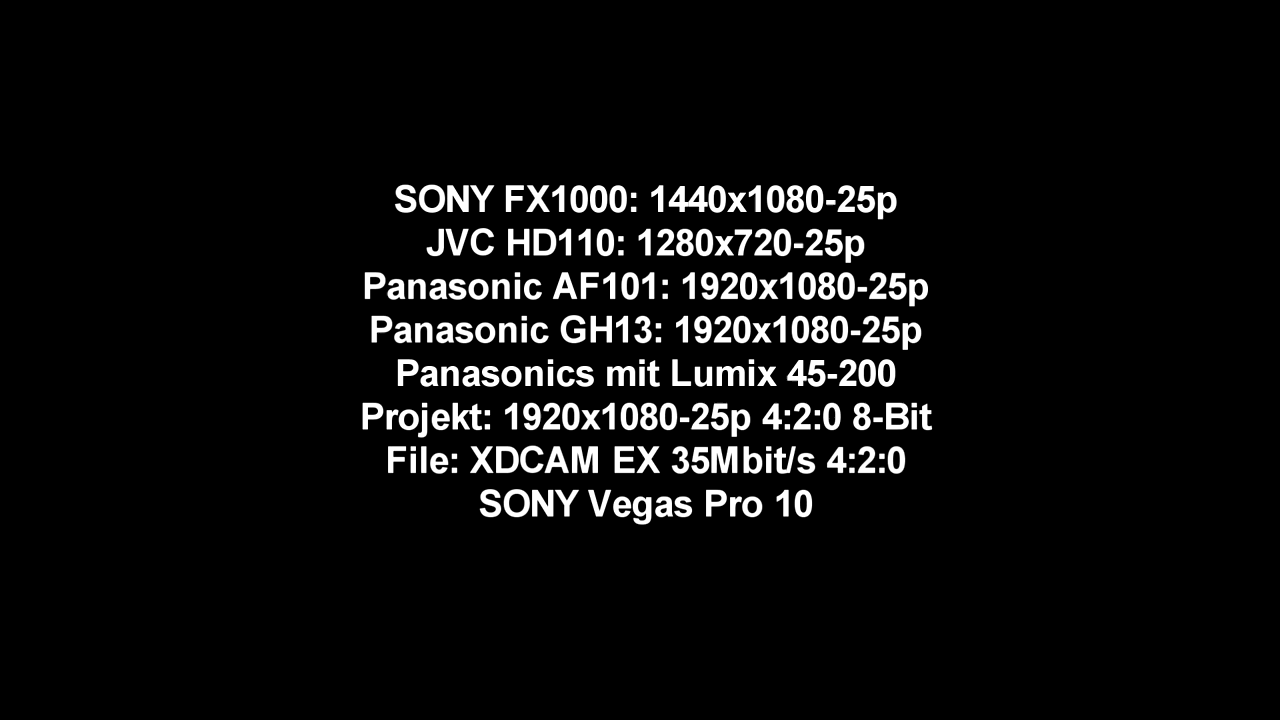 SONY FX1000: 1440x1080-25p
JVC HD110: 1280x720-25p
Panasonic AF101: 1920x1080-25p
Panasonic GH13: 1920x1080-25p
Panasonics mit Lumix 45-200
Projekt: 1920x1080-25p 4:2:0 8-Bit
File: XDCAM EX 35Mbit/s 4:2:0
SONY Vegas Pro 10